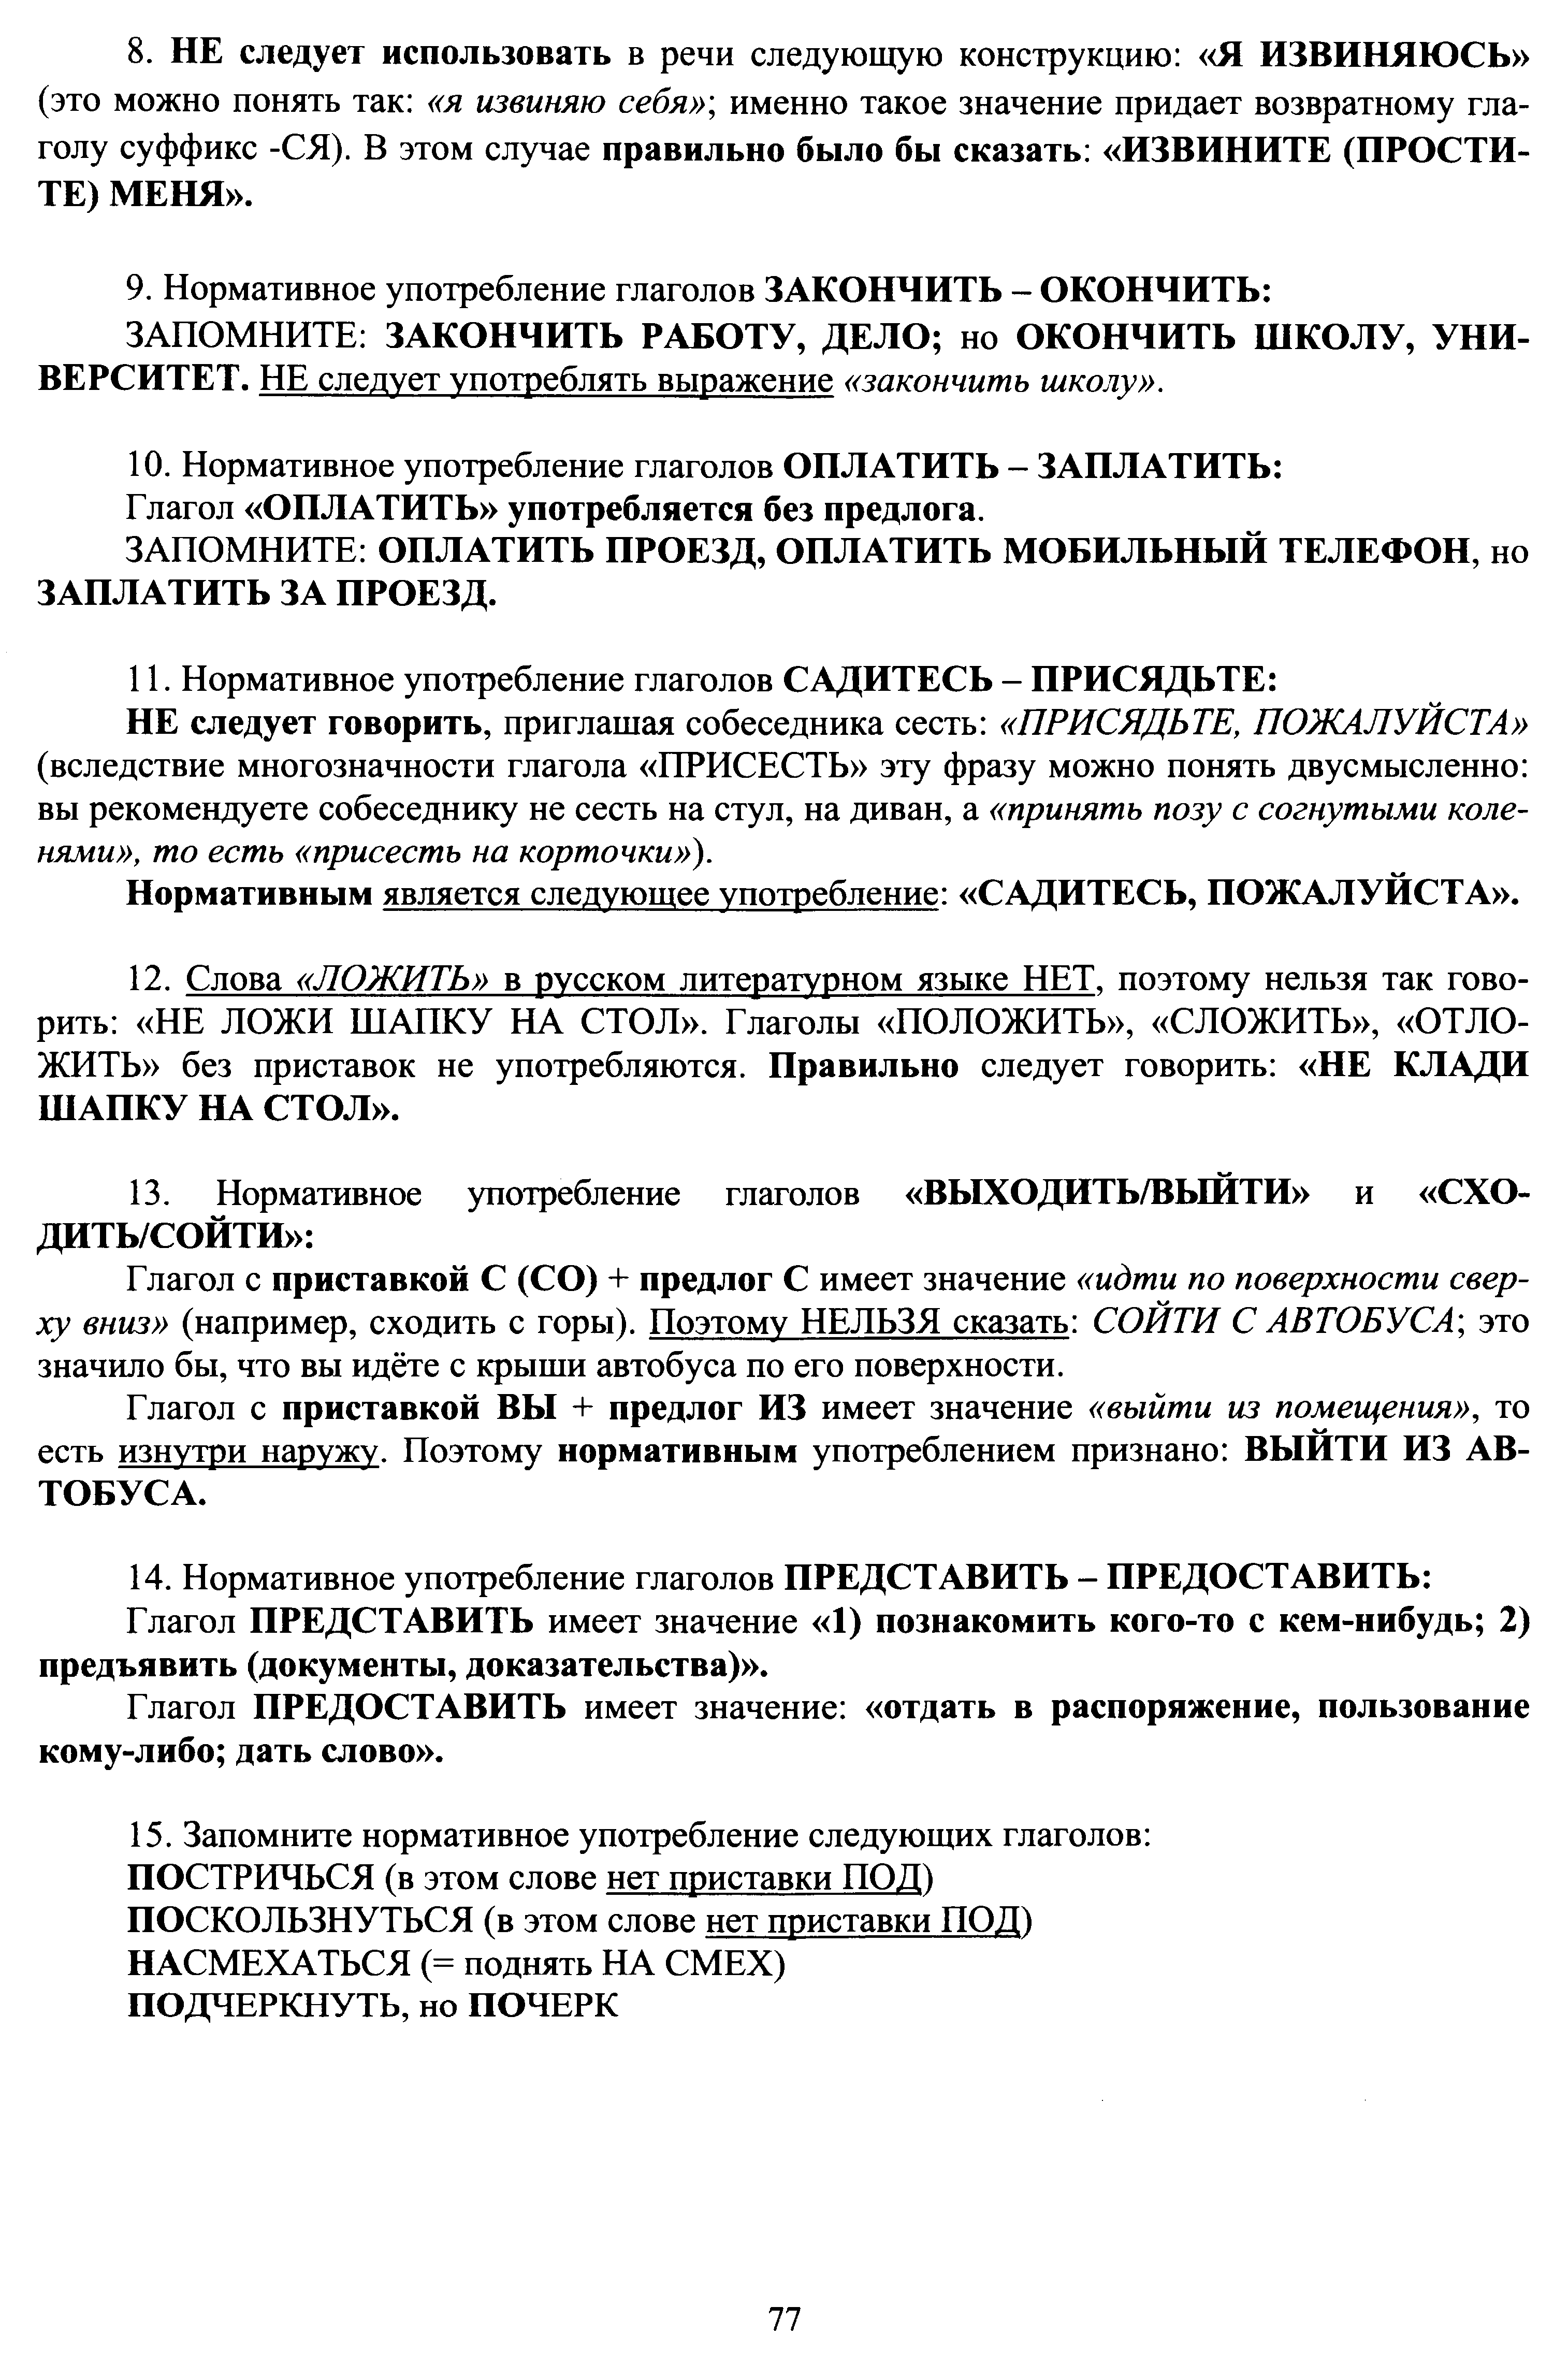 8. НЕ следует использовать в речи следующую конструкцию: «Я ИЗВИНЯЮСЬ»
(это можно понять так: «я извиняю себя»; именно такое значение придает возвратному гла-
голу суффикс -СЯ). В этом случае правильно было бы сказать: «ИЗВИНИТЕ (ПРОСТИ-
ТЕ) МЕНЯ».
9. Нормативное употребление глаголов ЗАКОНЧИТЬ – ОКОНЧИТЬ:
ЗАПОМНИТЕ: ЗАКОНЧИТЬ РАБОТУ, ДЕЛО; но ОКОНЧИТЬ ШКОЛУ, УНИ-
ВЕРСИТЕТ. НЕ следует употреблять выражение «закончить школу».
10. Нормативное употребление глаголов ОПЛАТИТЬ – ЗАПЛАТИТЬ:
Глагол «ОПЛАТИТЬ» употребляется без предлога.
ЗАПОМНИТЕ: ОПЛАТИТЬ ПРОЕЗД, ОПЛАТИТЬ МОБИЛЬНЫЙ ТЕЛЕФОН, но
ЗАПЛАТИТЬ ЗА ПРОЕЗД.
11. Нормативное употребление глаголов САДИТЕСЬ – ПРИСЯДЬТЕ:
НЕ следует говорить, приглашая собеседника сесть: «ПРИСЯДЬТЕ, ПОЖАЛУЙСТА»
(вследствие многозначности глагола «ПРИСЕСТЬ» эту фразу можно понять двусмысленно:
вы рекомендуете собеседнику не сесть на стул, на диван, а «принять позу с согнутыми коле-
нями», то есть «присесть на корточки»).
Нормативным является следующее употребление: «САДИТЕСЬ, ПОЖАЛУЙСТА».
12. Слова «ЛОЖИТЬ» в русском литературном языке НЕТ, поэтому нельзя так гово-
рить: «НЕ ЛОЖИ ШАПКУ НА СТОЛ». Глаголы «ПОЛОЖИТЬ», «СЛОЖИТЬ», «ОТЛО-
ЖИТЬ» без приставок не употребляются. Правильно следует говорить: «НЕ КЛАДИ
ШАПКУ НА СТОЛ».
13. Нормативное употребление глаголов «ВЫХОДИТЬ/ВЫЙТИ» и «СХО-
ДИТЬ/СОЙТИ»:
Глагол с приставкой С (СО) + предлог С имеет значение «идти по поверхности свер-
ху вниз» (например, сходить с горы). Поэтому НЕЛЬЗЯ сказать: СОЙТИ С АВТОБУСА; это
значило бы, что вы идёте с крыши автобуса по его поверхности.
Глагол с приставкой ВЫ + предлог ИЗ имеет значение «выйти из помещения», то
есть изнутри наружу. Поэтому нормативным употреблением признано: ВЫЙТИ ИЗ АВ-
ТОБУСА.
14. Нормативное употребление глаголов ПРЕДСТАВИТЬ – ПРЕДОСТАВИТЬ:
Глагол ПРЕДСТАВИТЬ имеет значение «1) познакомить кого-то с кем-нибудь; 2)
предъявить (документы, доказательства)».
Глагол ПРЕДОСТАВИТЬ имеет значение: «отдать в распоряжение, пользование
кому-либо; дать слово».
15. Запомните нормативное употребление следующих глаголов:
ПОСТРИЧЬСЯ (в этом слове нет приставки ПОД)
ПОСКОЛЬЗНУТЬСЯ (в этом слове нет приставки ПОД)
НАСМЕХАТЬСЯ (= поднять НА СМЕХ)
ПОДЧЕРКНУТЬ, но ПОЧЕРК
77